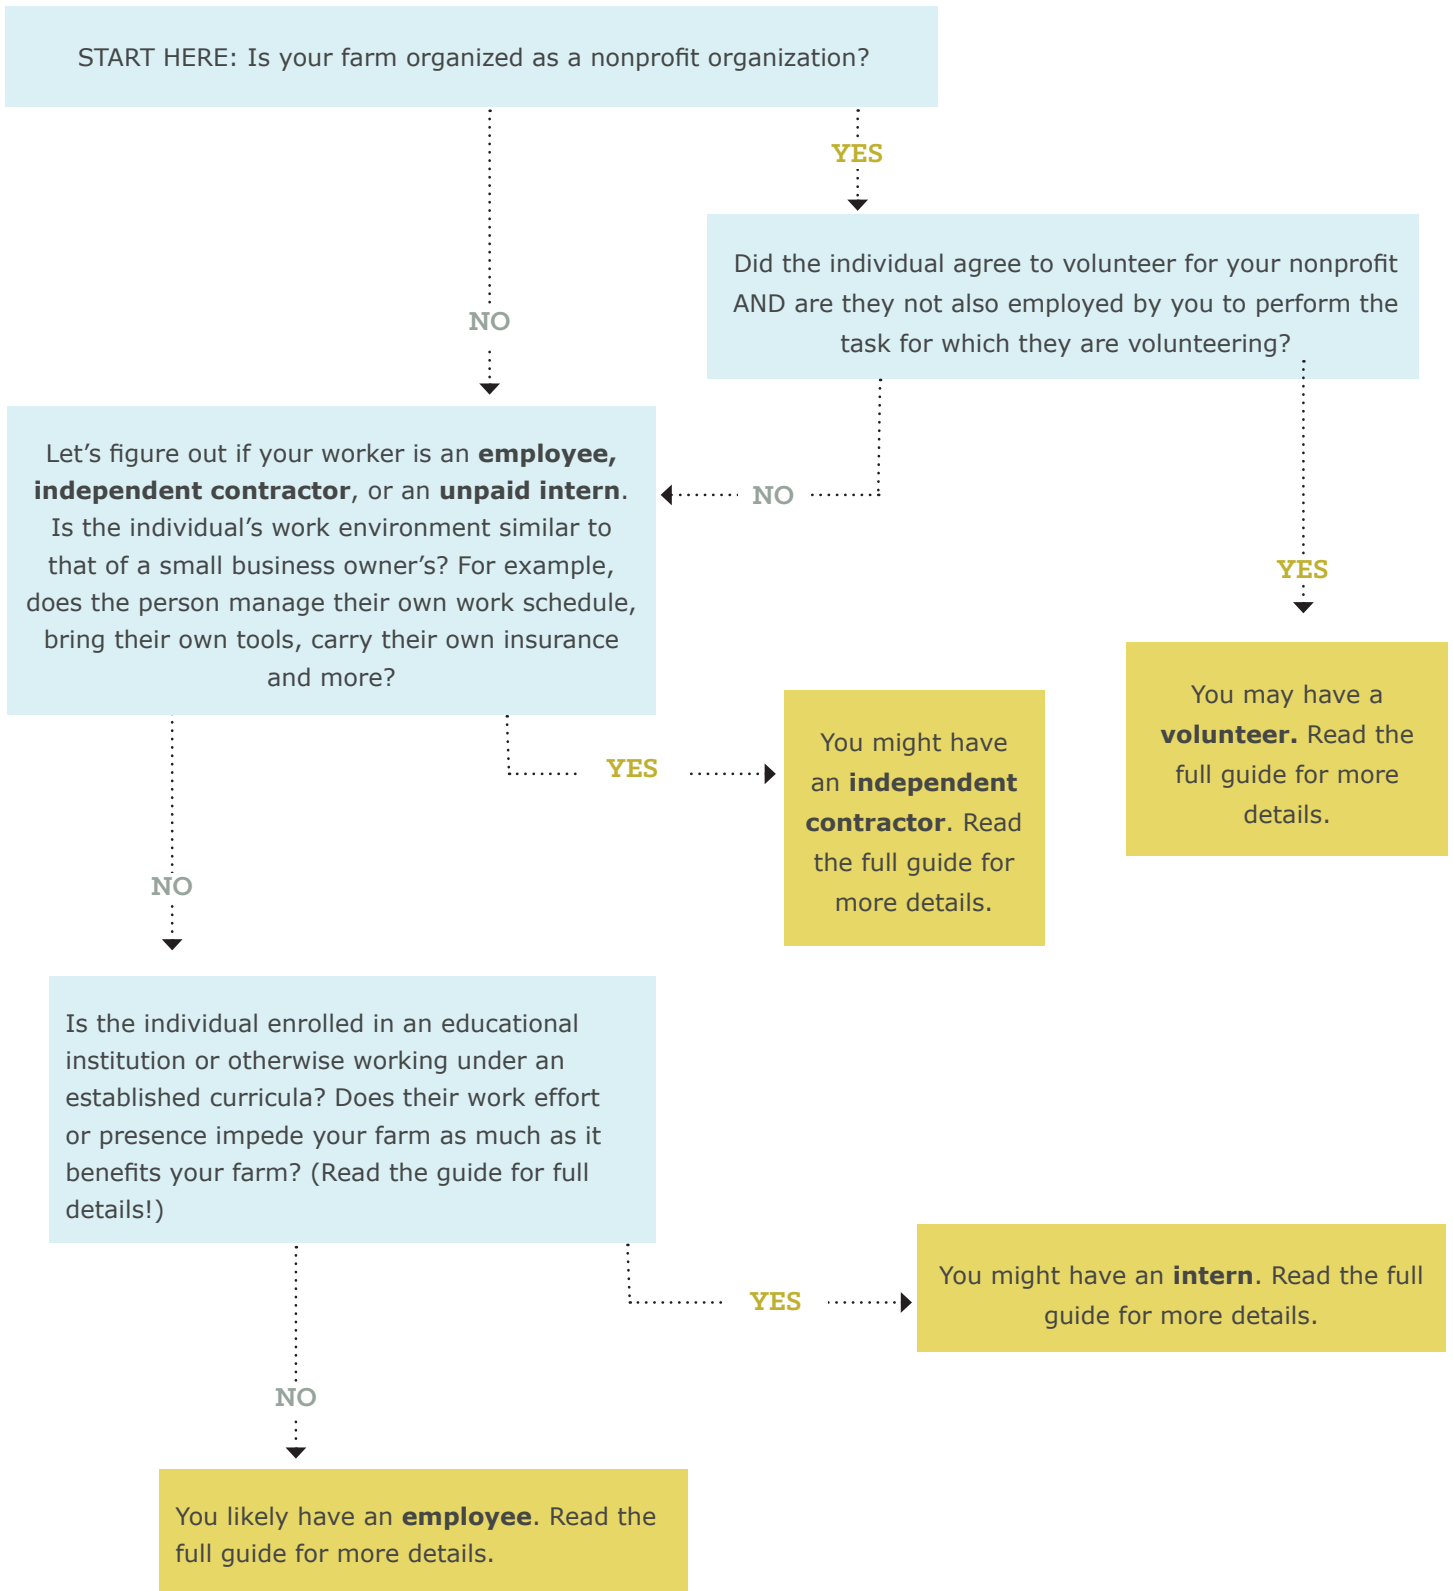 START HERE: Is your farm organized as a nonprofit organization?
YES
Did the individual agree to volunteer for your nonprofit
AND are they not also employed by you to perform the
task for which they are volunteering?
NO
Let’s figure out if your worker is an employee,
independent contractor, or an unpaid intern.
Is the individual’s work environment similar to
that of a small business owner’s? For example,
does the person manage their own work schedule,
bring their own tools, carry their own insurance
and more?
NO
YES
You may have a
volunteer. Read the
full guide for more
details.
YES
You might have
an independent
contractor. Read
the full guide for
more details.
NO
Is the individual enrolled in an educational
institution or otherwise working under an
established curricula? Does their work effort
or presence impede your farm as much as it
benefits your farm? (Read the guide for full
details!)
YES
You might have an intern. Read the full
guide for more details.
NO
You likely have an employee. Read the
full guide for more details.